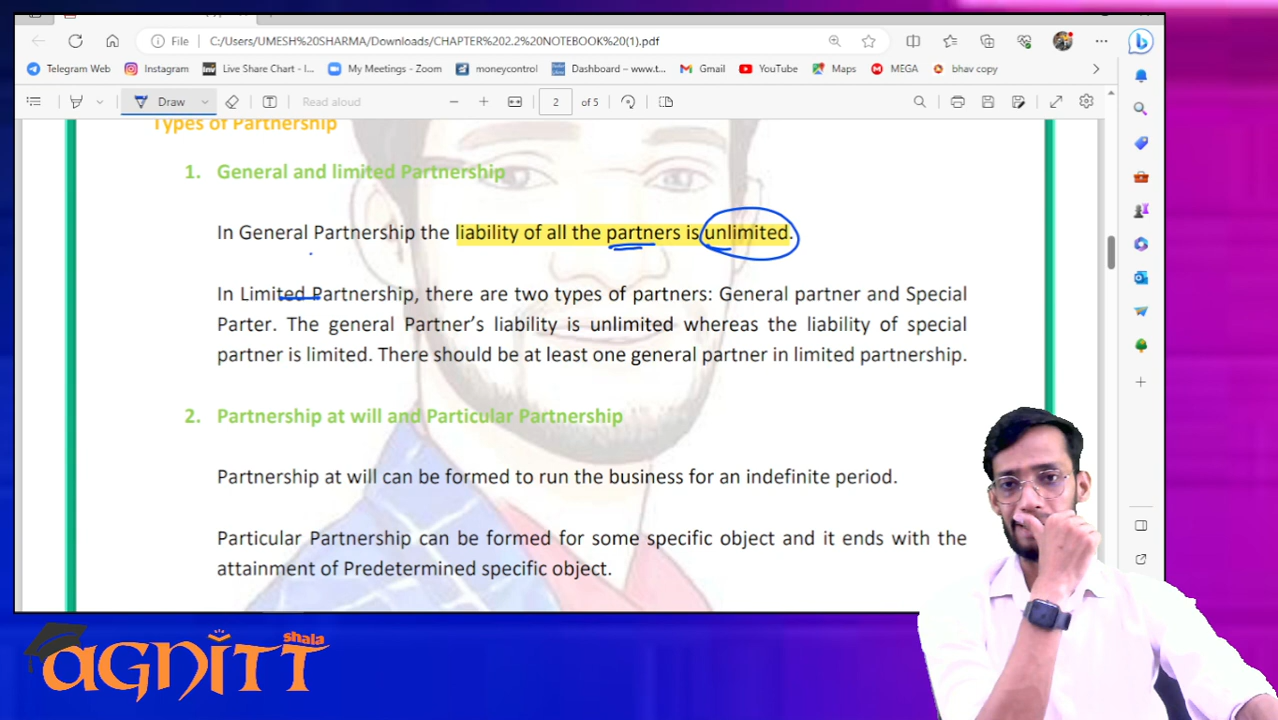 File C:/Users/UMESH%20SHARMA/Downloads/CHAPTER%202.2%20NOTEBOOK%20(1).pdf
Telegram Web Instagram Live Share Chart - I... My Meetings - Zoom moneycontrol Dashboard – www.t... Gmail YouTube Maps MEGA bhav copy
Draw Read aloud 2 of 5
Types of Partnership
1. General and limited Partnership
In General Partnership the liability of all the partners is unlimited.
In Limited Partnership, there are two types of partners: General partner and Special
Parter. The general Partner's liability is unlimited whereas the liability of special
partner is limited. There should be at least one general partner in limited partnership.
2. Partnership at will and Particular Partnership
Partnership at will can be formed to run the business for an indefinite period.
Particular Partnership can be formed for some specific object and it ends with the
attainment of Predetermined specific object.
agnitt
shala